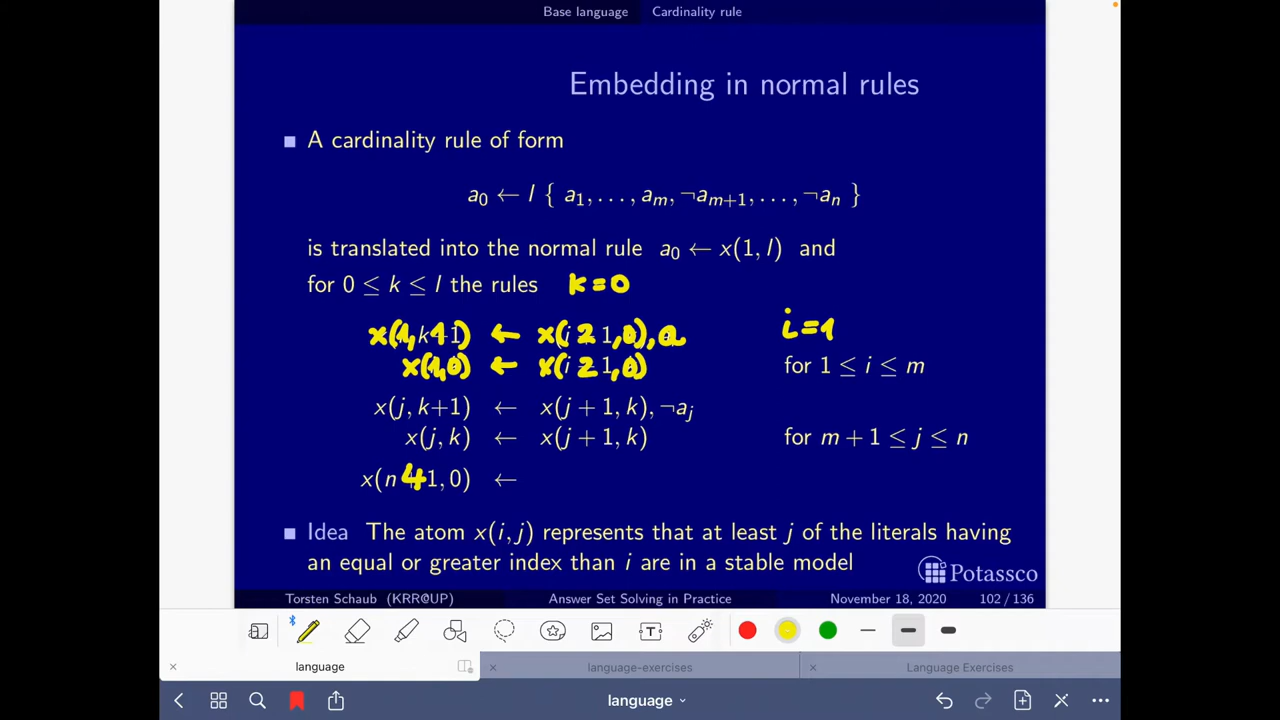 Base language Cardinality rule
Embedding in normal rules
A cardinality rule of form
a₀ ← l { a₁, . . . , aₘ, ¬aₘ₊₁, . . . , ¬aₙ }
is translated into the normal rule a₀ ← x(1, l) and
for 0 ≤ k ≤ l the rules k=0
x(1, 1) ← x(2, 0), a i=1
x(1, 0) ← x(2, 0) for 1 ≤ i ≤ m
x(j, k+1) ← x(j + 1, k), ¬aⱼ
x(j, k) ← x(j + 1, k) for m + 1 ≤ j ≤ n
x(n 4 1, 0) ←
Idea The atom x(i, j) represents that at least j of the literals having
an equal or greater index than i are in a stable model
Potassco
Torsten Schaub (KRR@UP) Answer Set Solving in Practice November 18, 2020 102 / 136
T
× language × language-exercises × Language Exercises
language